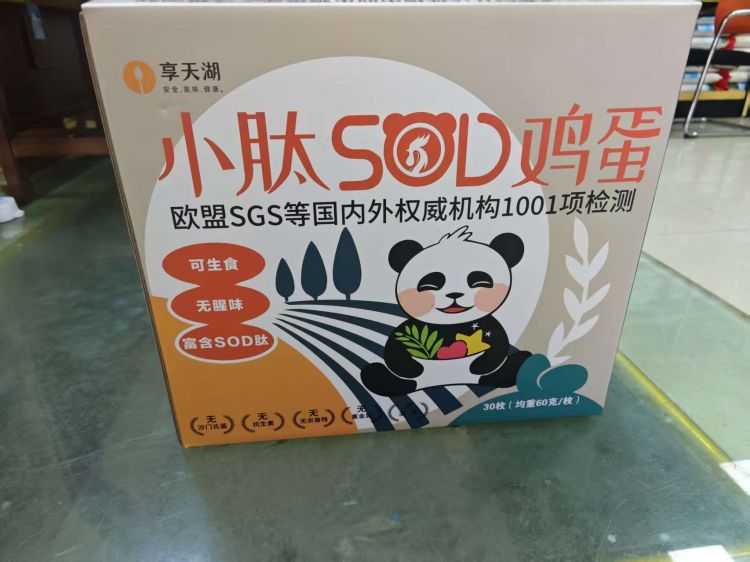 享天湖
安全.美味.健康.
小肽SOD鸡蛋
欧盟SGS等国内外权威机构1001项检测
可生食
无腥味
富含SOD肽
无
沙门氏菌
无
抗生素
无
无农兽残
无
30枚(均重60克/枚)